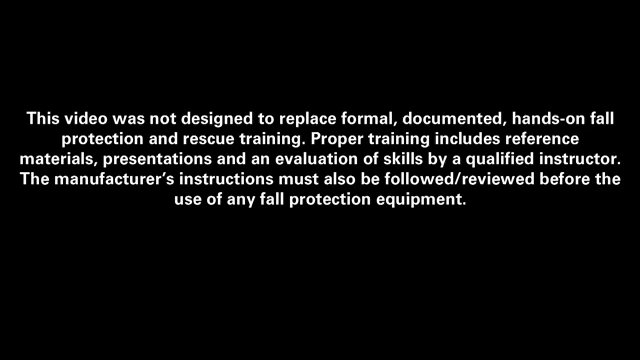 This video was not designed to replace formal, documented, hands-on fall
protection and rescue training. Proper training includes reference
materials, presentations and an evaluation of skills by a qualified instructor.
The manufacturer’s instructions must also be followed/reviewed before the
use of any fall protection equipment.